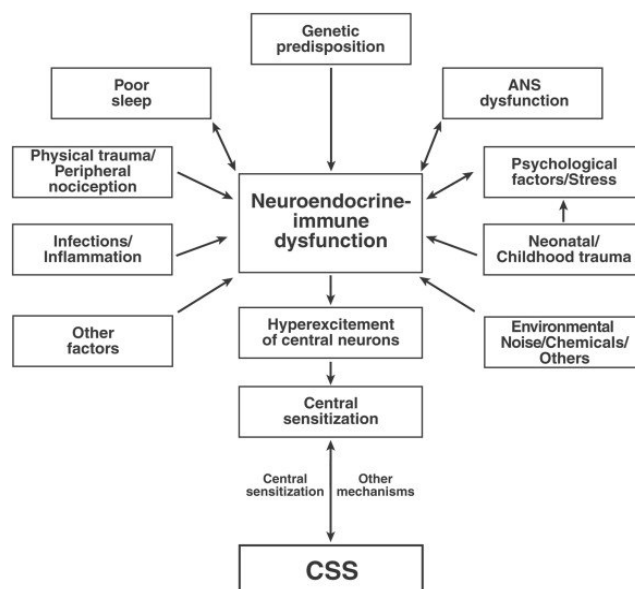 Genetic
predisposition
Poor
sleep
ANS
dysfunction
Physical trauma/
Peripheral
nociception
Neuroendocrine-
immune
dysfunction
Psychological
factors/Stress
Infections/
Inflammation
Neonatal/
Childhood trauma
Other
factors
Hyperexcitement
of central neurons
Environmental
Noise/Chemicals/
Others
Central
sensitization
Central
sensitization
Other
mechanisms
CSS